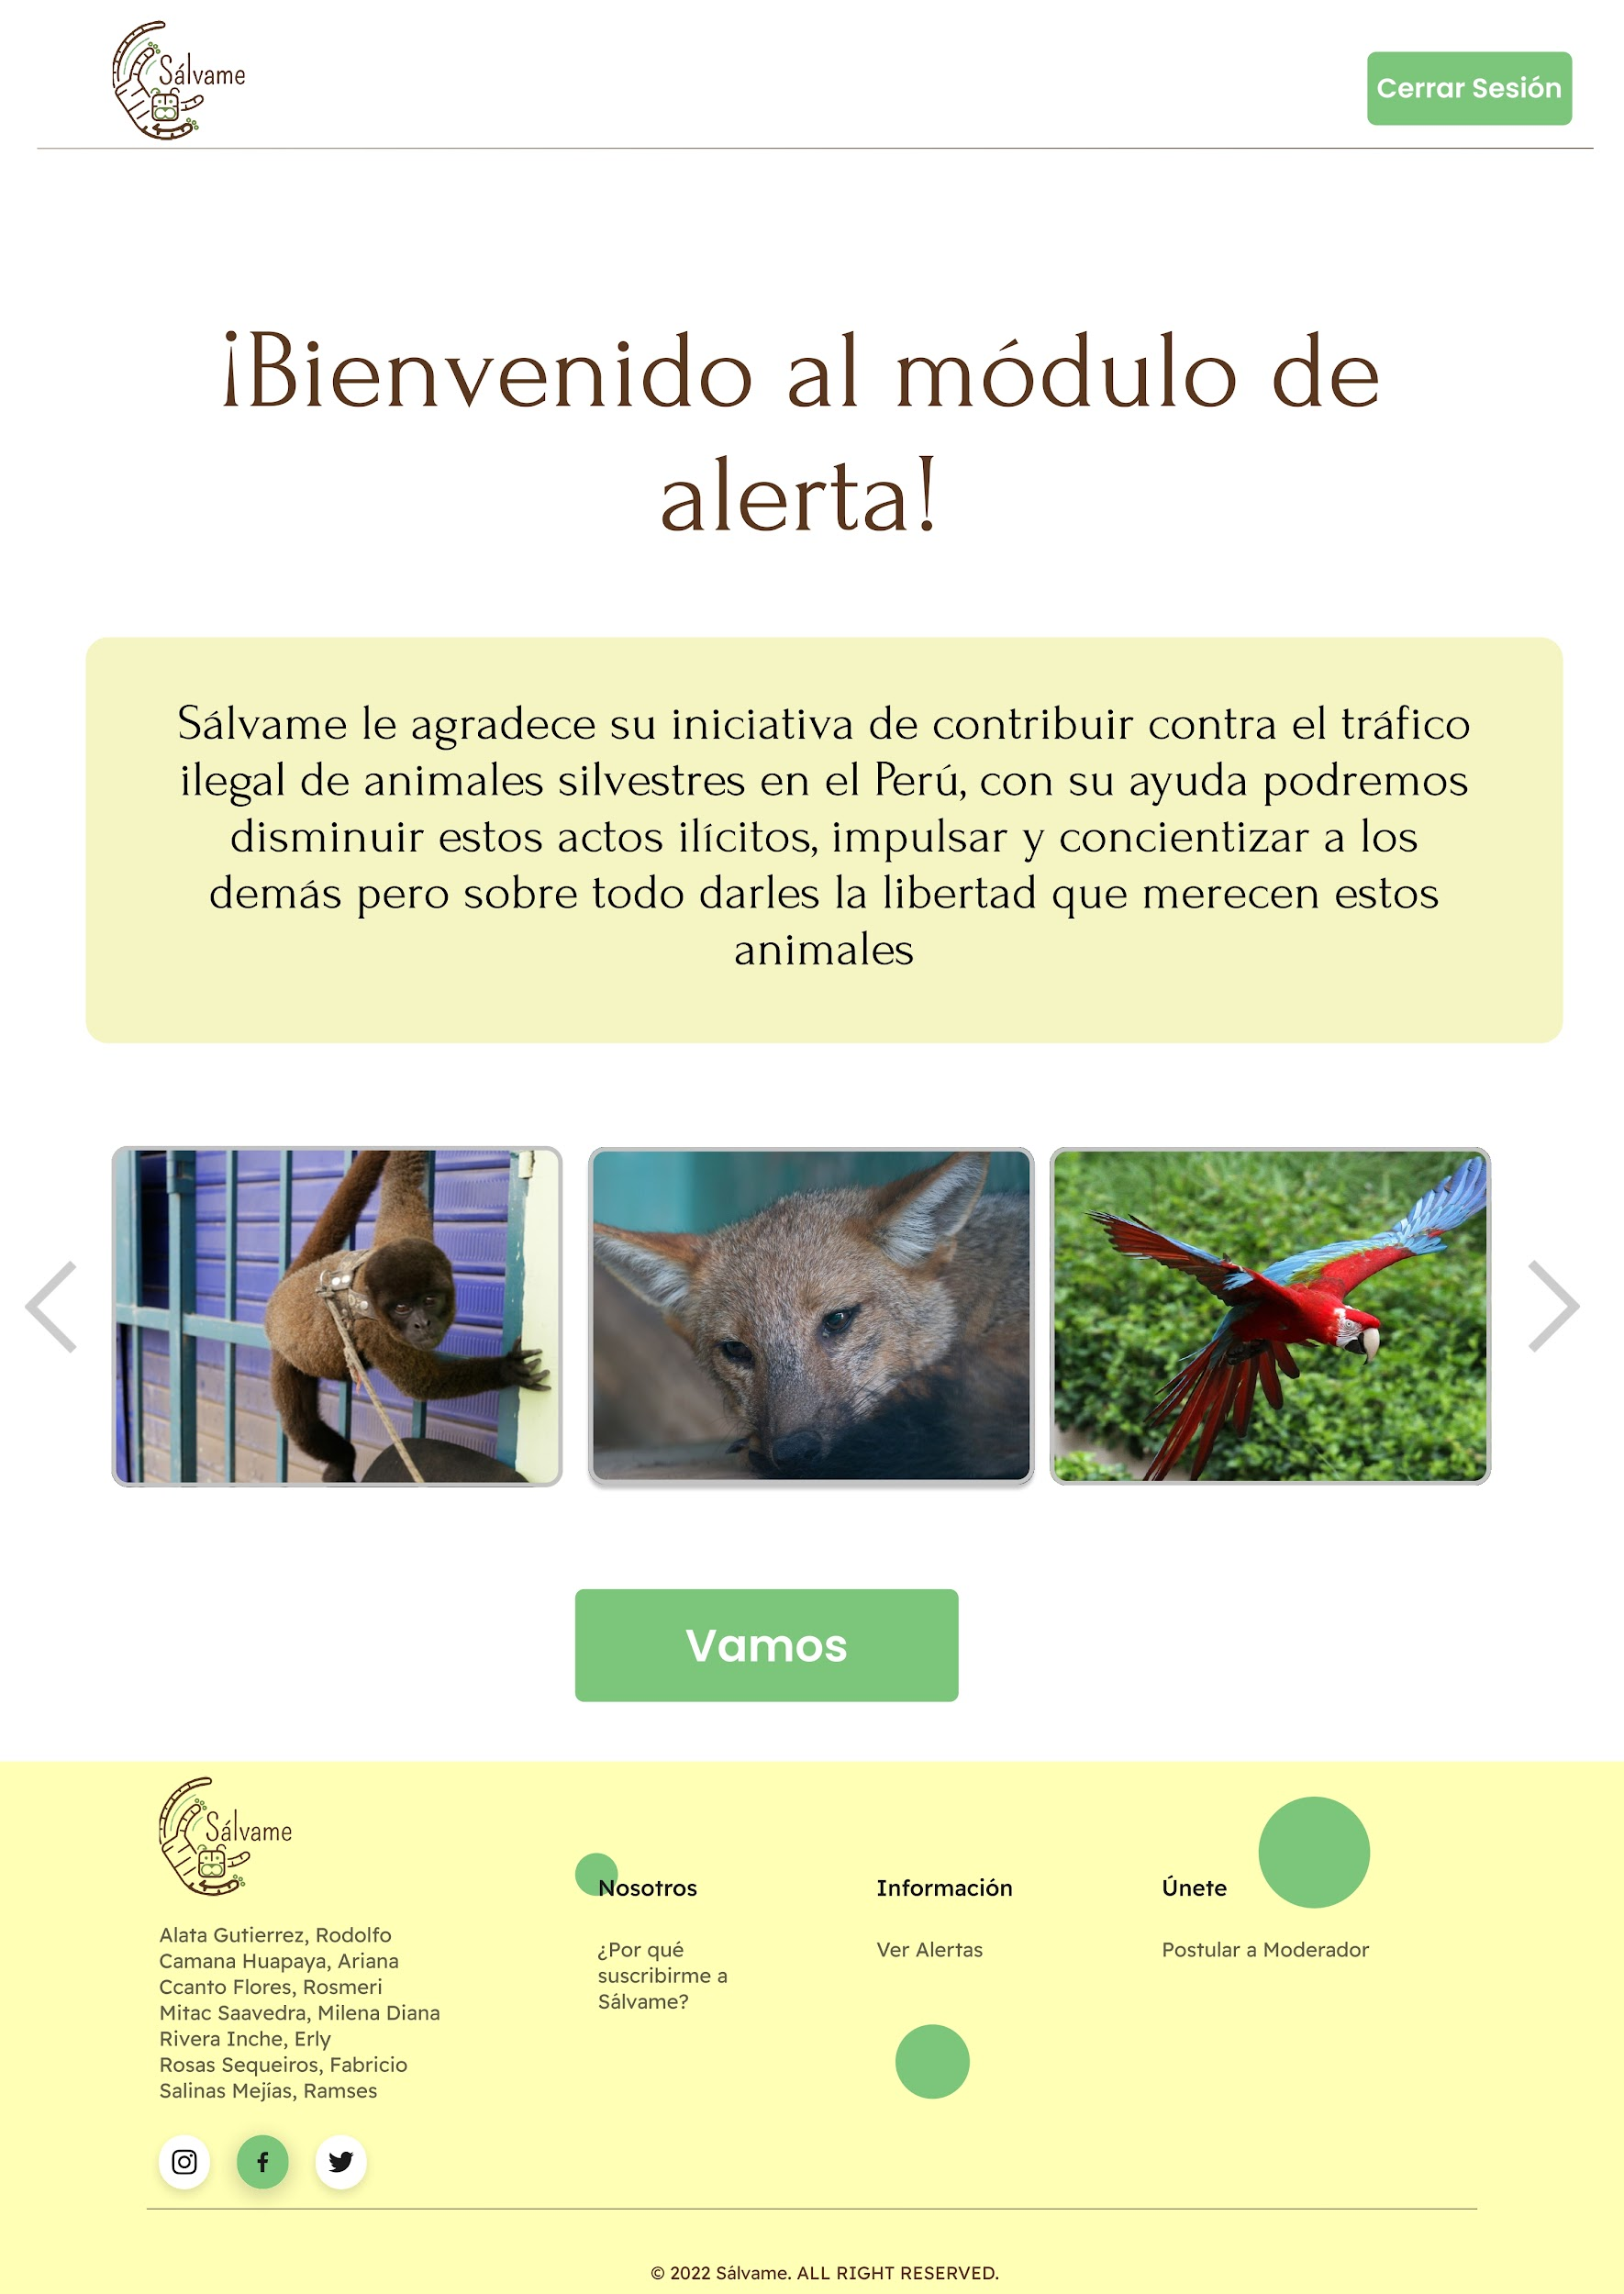 Sálvame
Cerrar Sesión
¡Bienvenido al módulo de
alerta!
Sálvame le agradece su iniciativa de contribuir contra el tráfico
ilegal de animales silvestres en el Perú, con su ayuda podremos
disminuir estos actos ilícitos, impulsar y concientizar a los
demás pero sobre todo darles la libertad que merecen estos
animales
Vamos
Sálvame
Alata Gutierrez, Rodolfo
Camana Huapaya, Ariana
Ccanto Flores, Rosmeri
Mitac Saavedra, Milena Diana
Rivera Inche, Erly
Rosas Sequeiros, Fabricio
Salinas Mejías, Ramses
Nosotros
¿Por qué
suscribirme a
Sálvame?
Información
Ver Alertas
Únete
Postular a Moderador
© 2022 Sálvame. ALL RIGHT RESERVED.